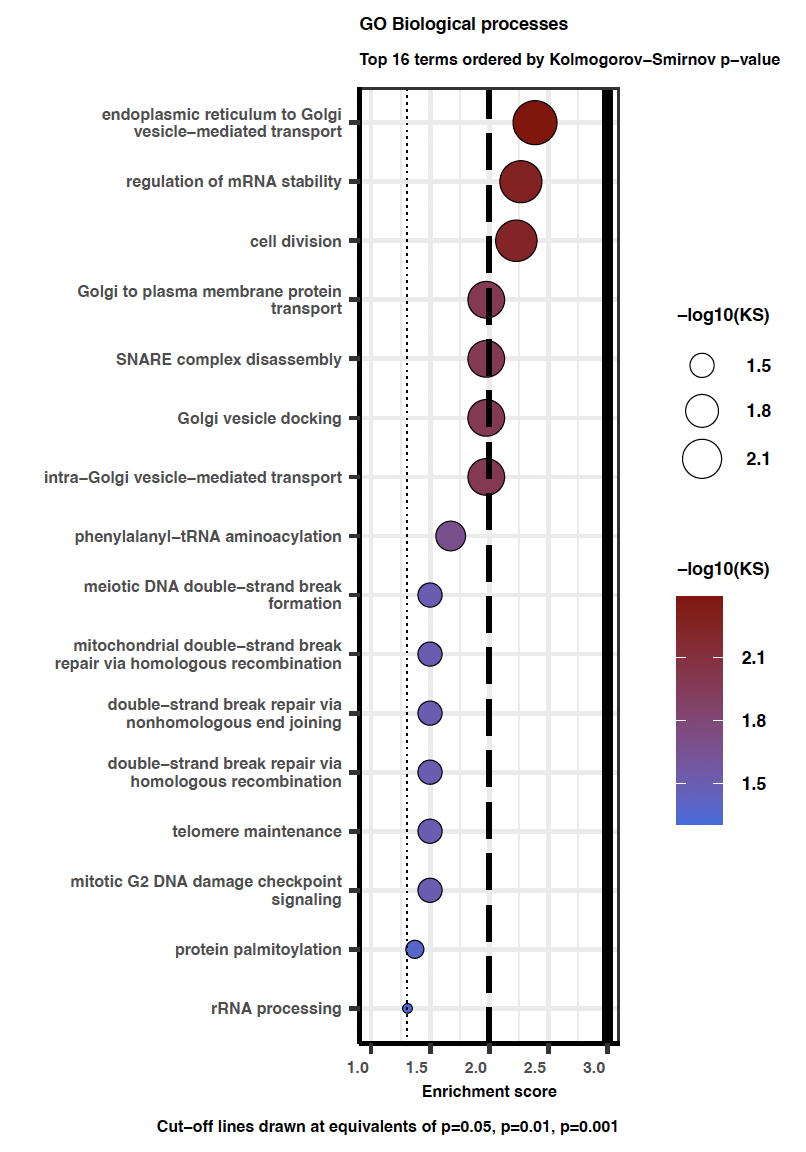 GO Biological processes
Top 16 terms ordered by Kolmogorov−Smirnov p−value
endoplasmic reticulum to Golgi
vesicle−mediated transport
regulation of mRNA stability
cell division
Golgi to plasma membrane protein
transport
SNARE complex disassembly
Golgi vesicle docking
intra−Golgi vesicle−mediated transport
phenylalanyl−tRNA aminoacylation
meiotic DNA double−strand break
formation
mitochondrial double−strand break
repair via homologous recombination
double−strand break repair via
nonhomologous end joining
double−strand break repair via
homologous recombination
telomere maintenance
mitotic G2 DNA damage checkpoint
signaling
protein palmitoylation
rRNA processing
1.0 1.5 2.0 2.5 3.0
Enrichment score
Cut−off lines drawn at equivalents of p=0.05, p=0.01, p=0.001
−log10(KS)
1.5
1.8
2.1
−log10(KS)
2.1
1.8
1.5